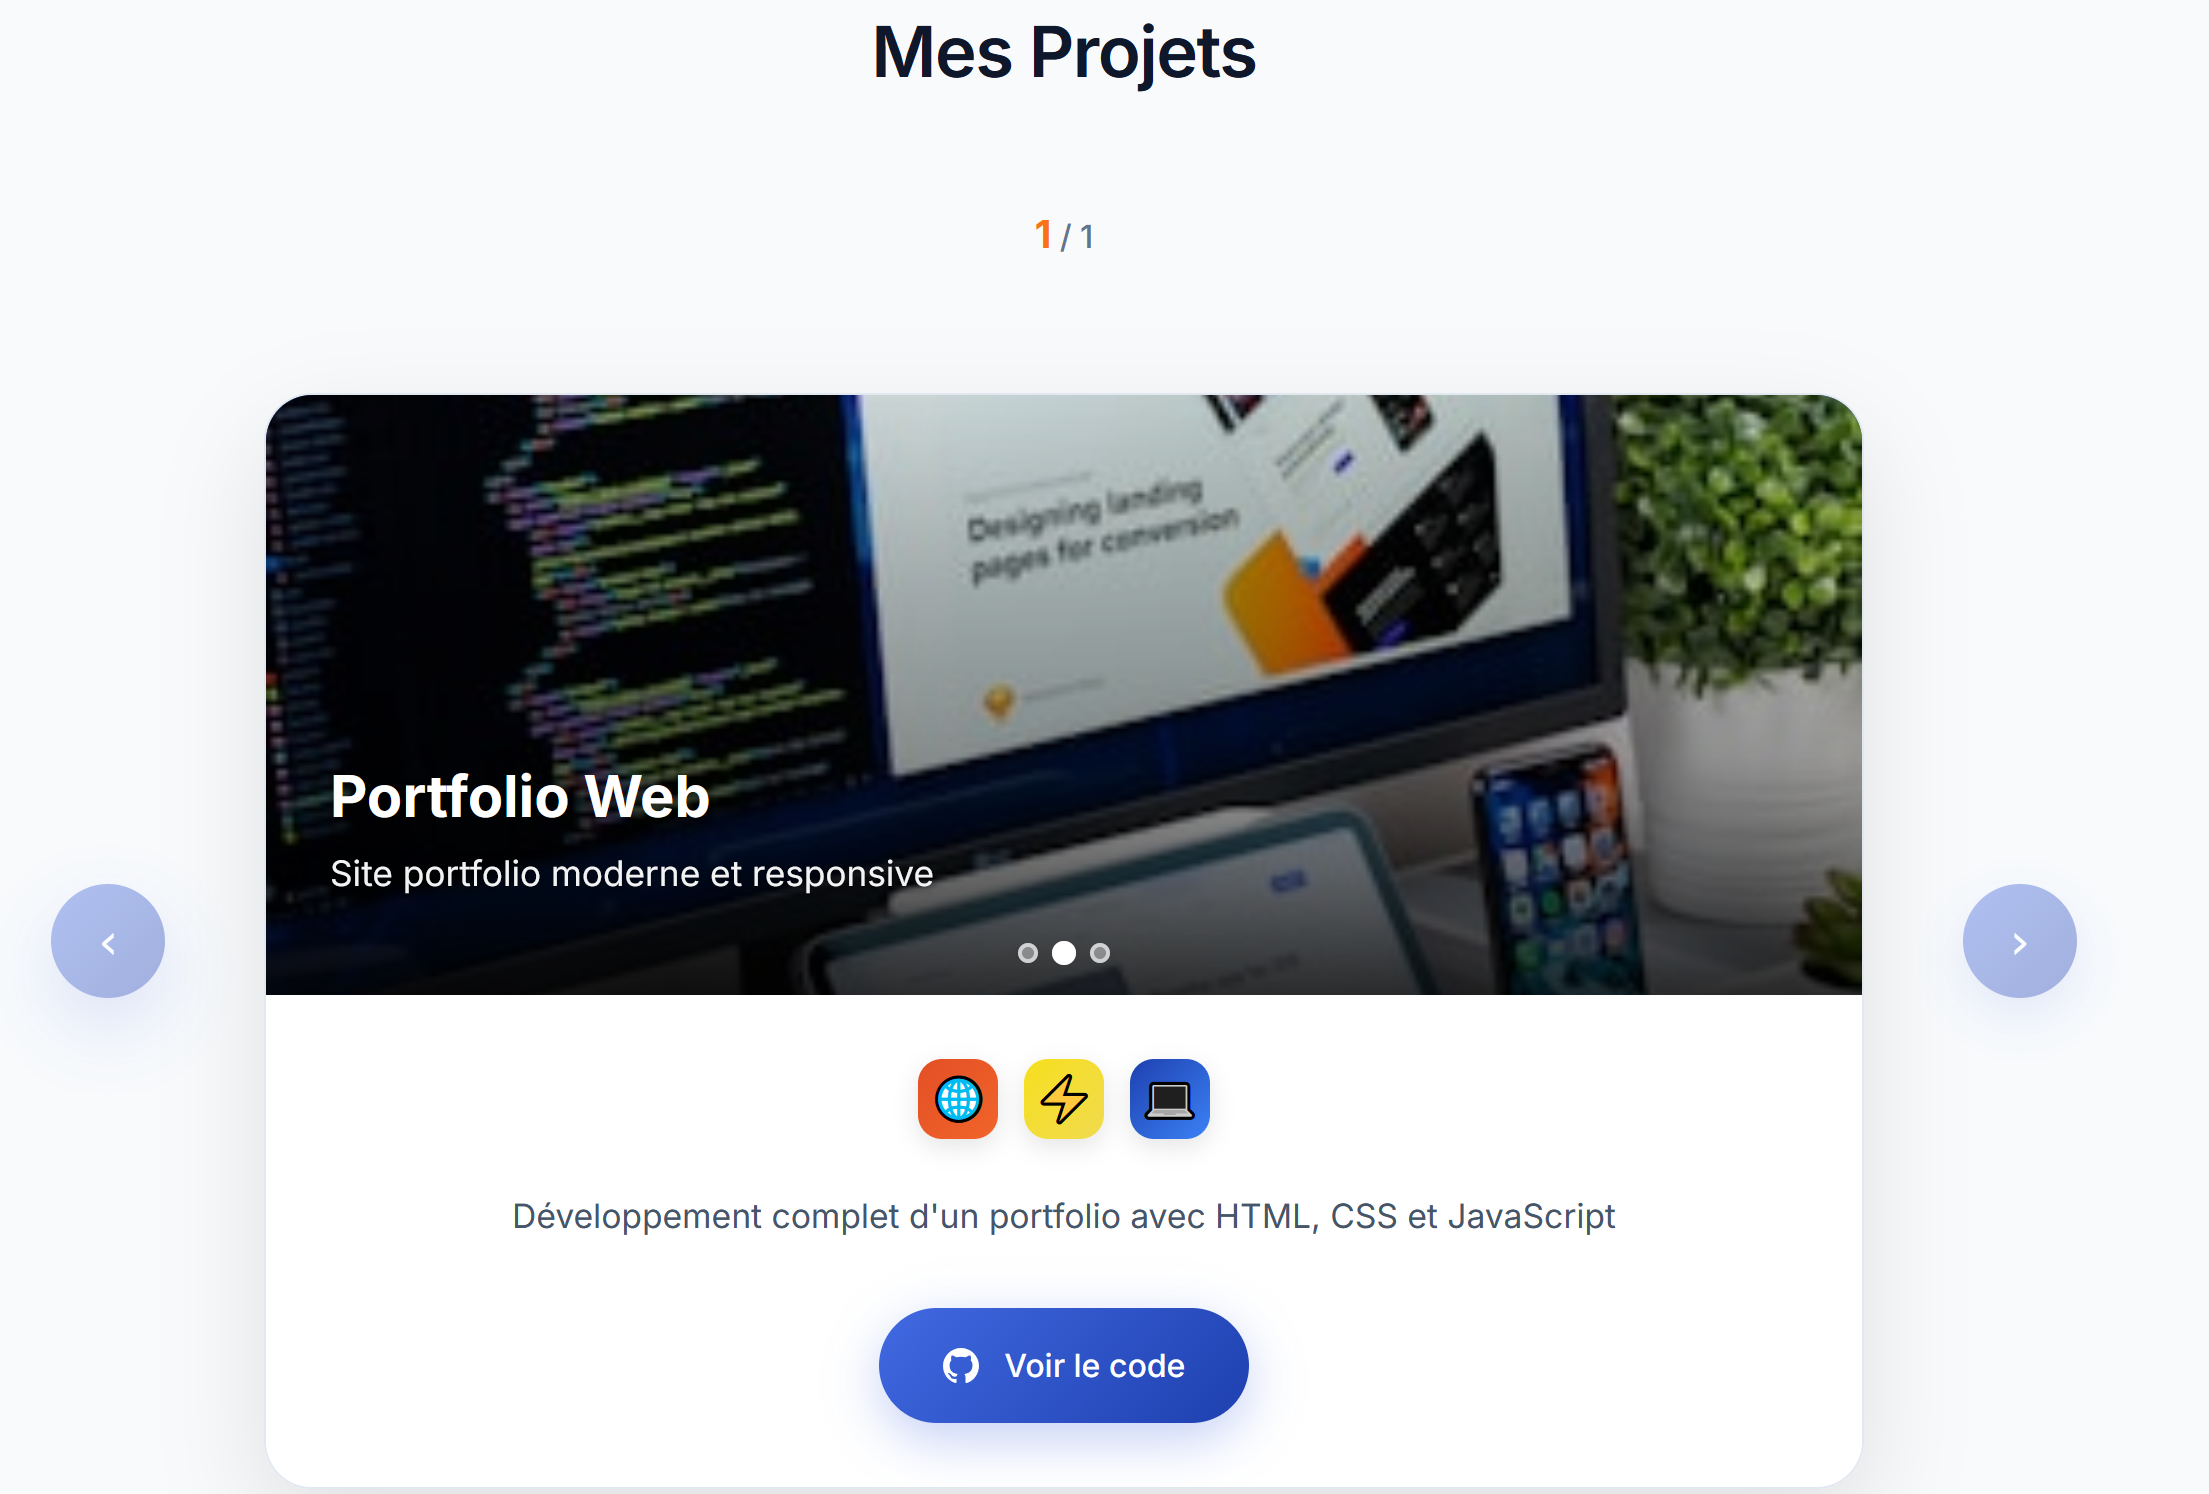 Mes Projets
1 / 1
Designing landing
pages for conversion
Portfolio Web
Site portfolio moderne et responsive
‹
›
Développement complet d'un portfolio avec HTML, CSS et JavaScript
Voir le code